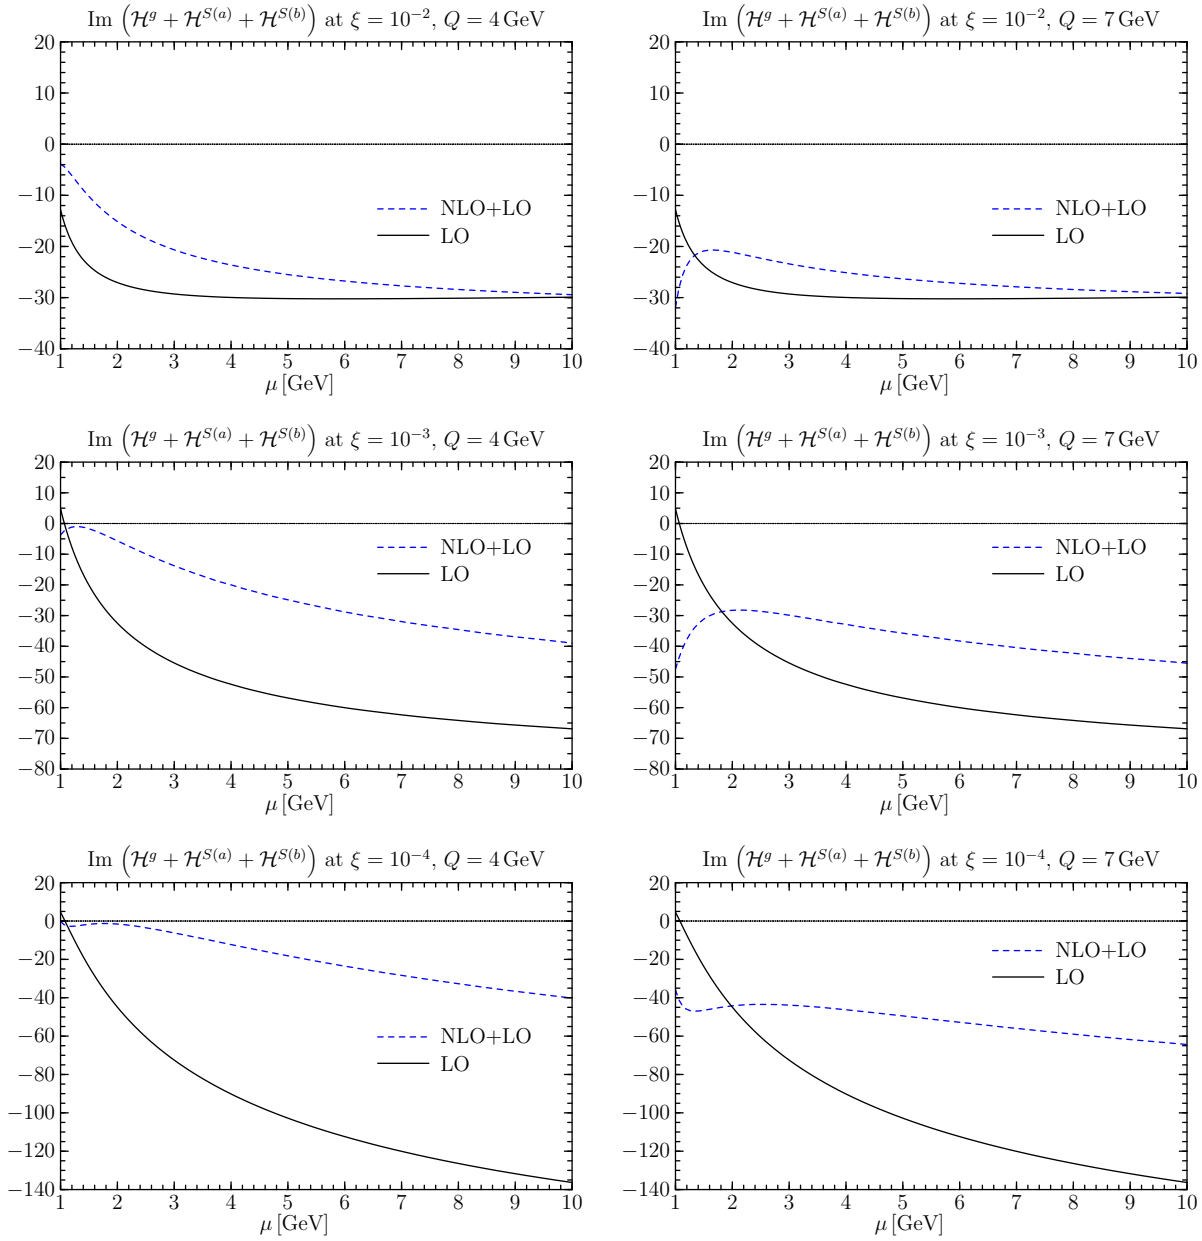 Im (ℋ^g + ℋ^{S(a)} + ℋ^{S(b)}) at ξ = 10^{−2}, Q = 4 GeV
20
10
0
−10
−20
−30
−40
NLO+LO
LO
1 2 3 4 5 6 7 8 9 10
μ [GeV]
Im (ℋ^g + ℋ^{S(a)} + ℋ^{S(b)}) at ξ = 10^{−2}, Q = 7 GeV
20
10
0
−10
−20
−30
−40
NLO+LO
LO
1 2 3 4 5 6 7 8 9 10
μ [GeV]
Im (ℋ^g + ℋ^{S(a)} + ℋ^{S(b)}) at ξ = 10^{−3}, Q = 4 GeV
20
10
0
−10
−20
−30
−40
−50
−60
−70
−80
NLO+LO
LO
1 2 3 4 5 6 7 8 9 10
μ [GeV]
Im (ℋ^g + ℋ^{S(a)} + ℋ^{S(b)}) at ξ = 10^{−3}, Q = 7 GeV
20
10
0
−10
−20
−30
−40
−50
−60
−70
−80
NLO+LO
LO
1 2 3 4 5 6 7 8 9 10
μ [GeV]
Im (ℋ^g + ℋ^{S(a)} + ℋ^{S(b)}) at ξ = 10^{−4}, Q = 4 GeV
20
0
−20
−40
−60
−80
−100
−120
−140
NLO+LO
LO
1 2 3 4 5 6 7 8 9 10
μ [GeV]
Im (ℋ^g + ℋ^{S(a)} + ℋ^{S(b)}) at ξ = 10^{−4}, Q = 7 GeV
20
0
−20
−40
−60
−80
−100
−120
−140
NLO+LO
LO
1 2 3 4 5 6 7 8 9 10
μ [GeV]